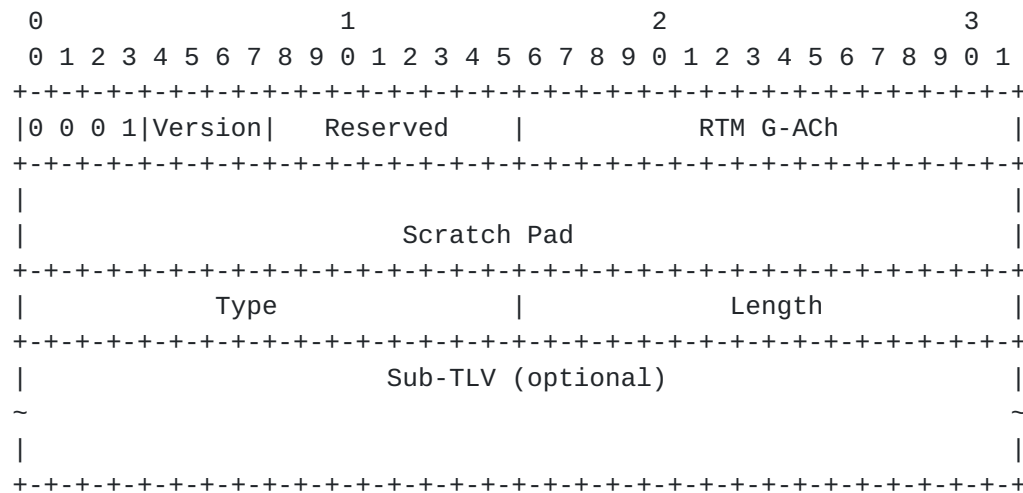 0                   1                   2                   3
 0 1 2 3 4 5 6 7 8 9 0 1 2 3 4 5 6 7 8 9 0 1 2 3 4 5 6 7 8 9 0 1
+-+-+-+-+-+-+-+-+-+-+-+-+-+-+-+-+-+-+-+-+-+-+-+-+-+-+-+-+-+-+-+-+
|0 0 0 1|Version|   Reserved    |           RTM G-ACh           |
+-+-+-+-+-+-+-+-+-+-+-+-+-+-+-+-+-+-+-+-+-+-+-+-+-+-+-+-+-+-+-+-+
|                                                               |
|                        Scratch Pad                            |
+-+-+-+-+-+-+-+-+-+-+-+-+-+-+-+-+-+-+-+-+-+-+-+-+-+-+-+-+-+-+-+-+
|            Type               |             Length            |
+-+-+-+-+-+-+-+-+-+-+-+-+-+-+-+-+-+-+-+-+-+-+-+-+-+-+-+-+-+-+-+-+
|                       Sub-TLV (optional)                      |
~                                                               ~
|                                                               |
+-+-+-+-+-+-+-+-+-+-+-+-+-+-+-+-+-+-+-+-+-+-+-+-+-+-+-+-+-+-+-+-+